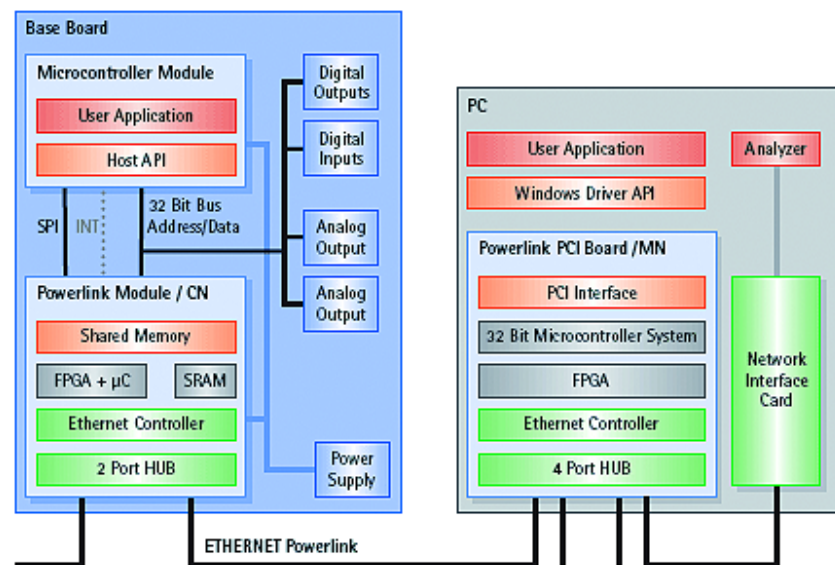 Base Board
Microcontroller Module
User Application
Host API
SPI
INT
32 Bit Bus
Address/Data
Powerlink Module / CN
Shared Memory
FPGA + µC
SRAM
Ethernet Controller
2 Port HUB
Digital
Outputs
Digital
Inputs
Analog
Output
Analog
Output
Power
Supply
ETHERNET Powerlink
PC
User Application
Windows Driver API
Powerlink PCI Board /MN
PCI Interface
32 Bit Microcontroller System
FPGA
Ethernet Controller
4 Port HUB
Analyzer
Network
Interface
Card